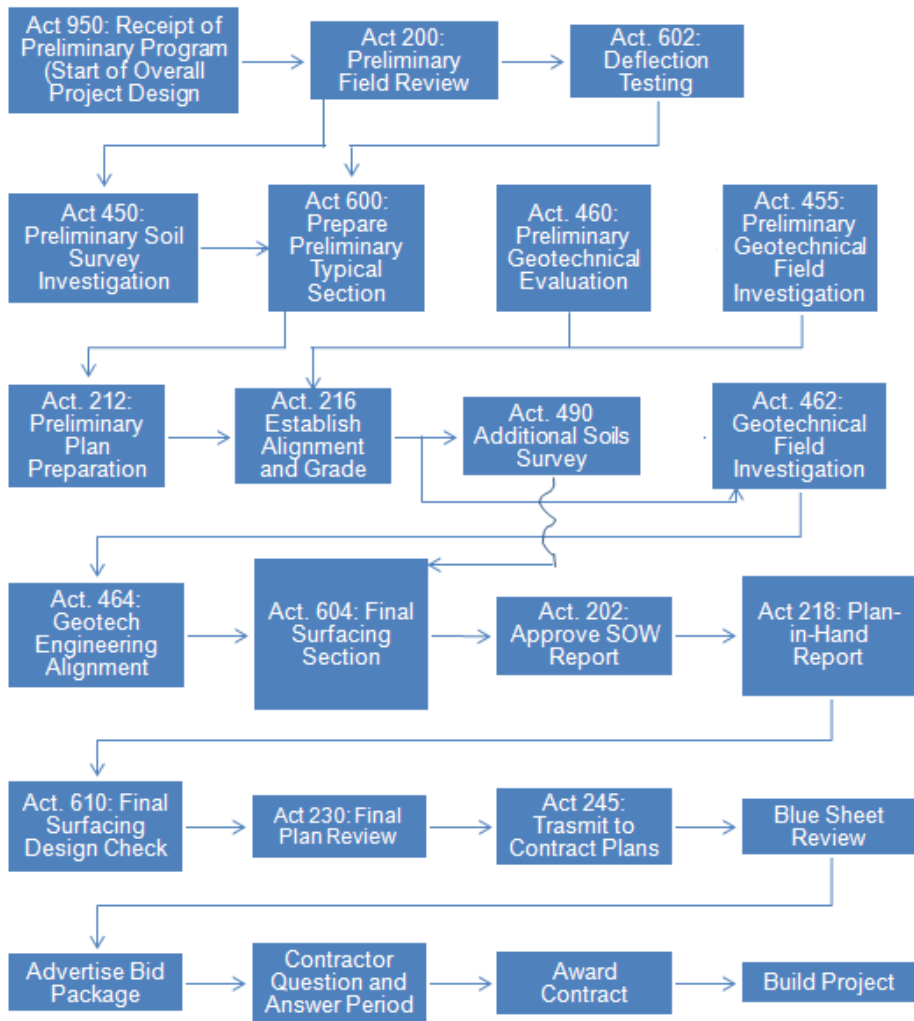 Act 950: Receipt of
Preliminary Program
(Start of Overall
Project Design
Act 200:
Preliminary
Field Review
Act. 602:
Deflection
Testing
Act 450:
Preliminary Soil
Survey
Investigation
Act 600:
Prepare
Preliminary
Typical
Section
Act. 460:
Preliminary
Geotechnical
Evaluation
Act. 455:
Preliminary
Geotechnical
Field
Investigation
Act. 212:
Preliminary
Plan
Preparation
Act. 216
Establish
Alignment
and Grade
Act. 490
Additional Soils
Survey
Act. 462:
Geotechnical
Field
Investigation
Act. 464:
Geotech
Engineering
Alignment
Act. 604: Final
Surfacing
Section
Act. 202:
Approve SOW
Report
Act 218: Plan-
in-Hand
Report
Act. 610: Final
Surfacing
Design Check
Act 230: Final
Plan Review
Act 245:
Trasmit to
Contract Plans
Blue Sheet
Review
Advertise Bid
Package
Contractor
Question and
Answer Period
Award
Contract
Build Project